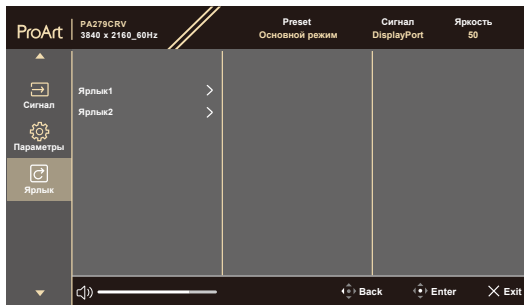 ProArt
PA279CRV
3840 x 2160_60Hz
Preset
Основной режим
Сигнал
DisplayPort
Яркость
50
Сигнал
Параметры
Ярлык
Ярлык1
Ярлык2
Back
Enter
Exit